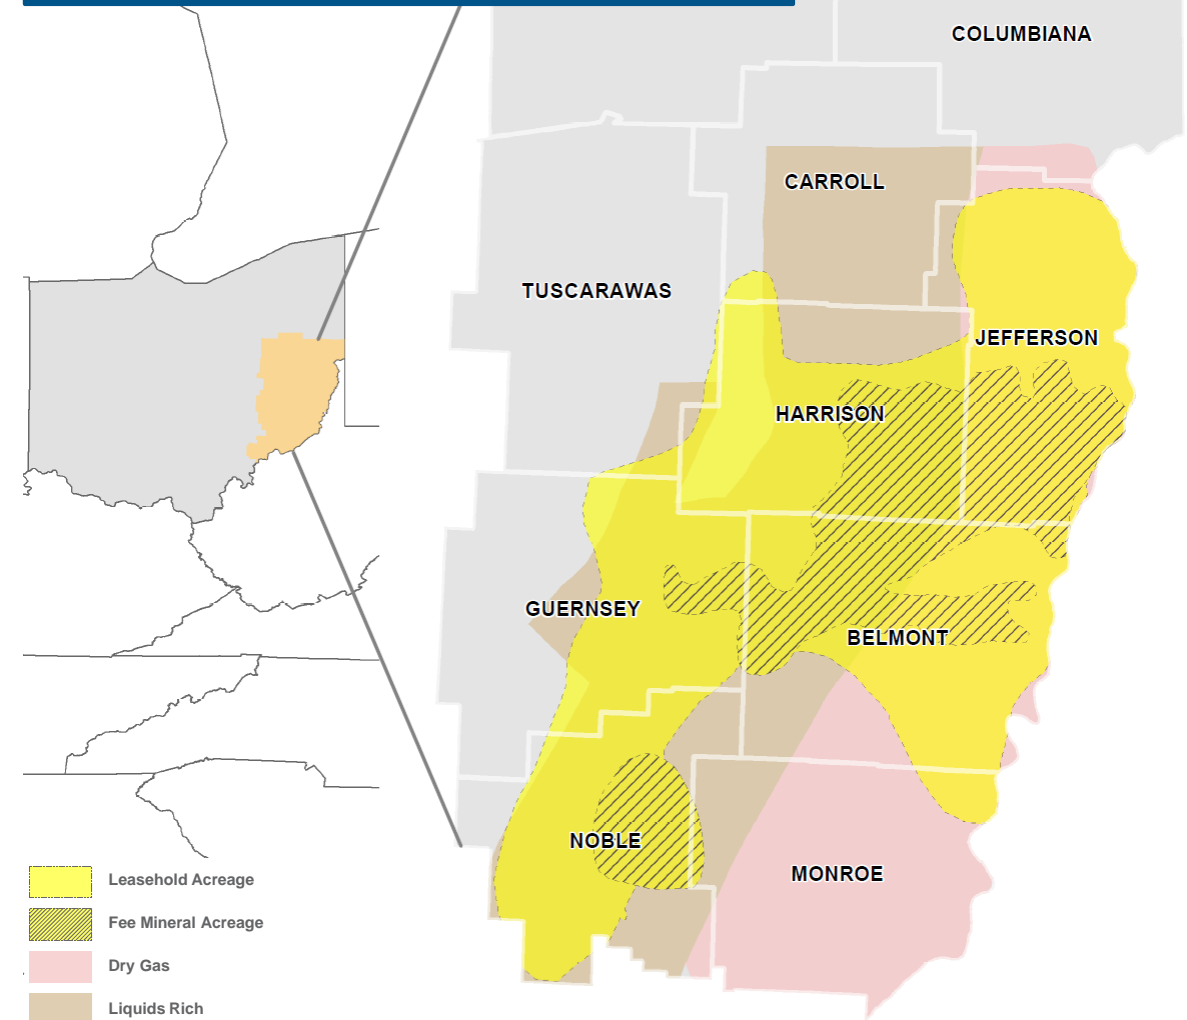 COLUMBIANA
CARROLL
TUSCARAWAS
JEFFERSON
HARRISON
GUERNSEY
BELMONT
NOBLE
MONROE
Leasehold Acreage
Fee Mineral Acreage
Dry Gas
Liquids Rich